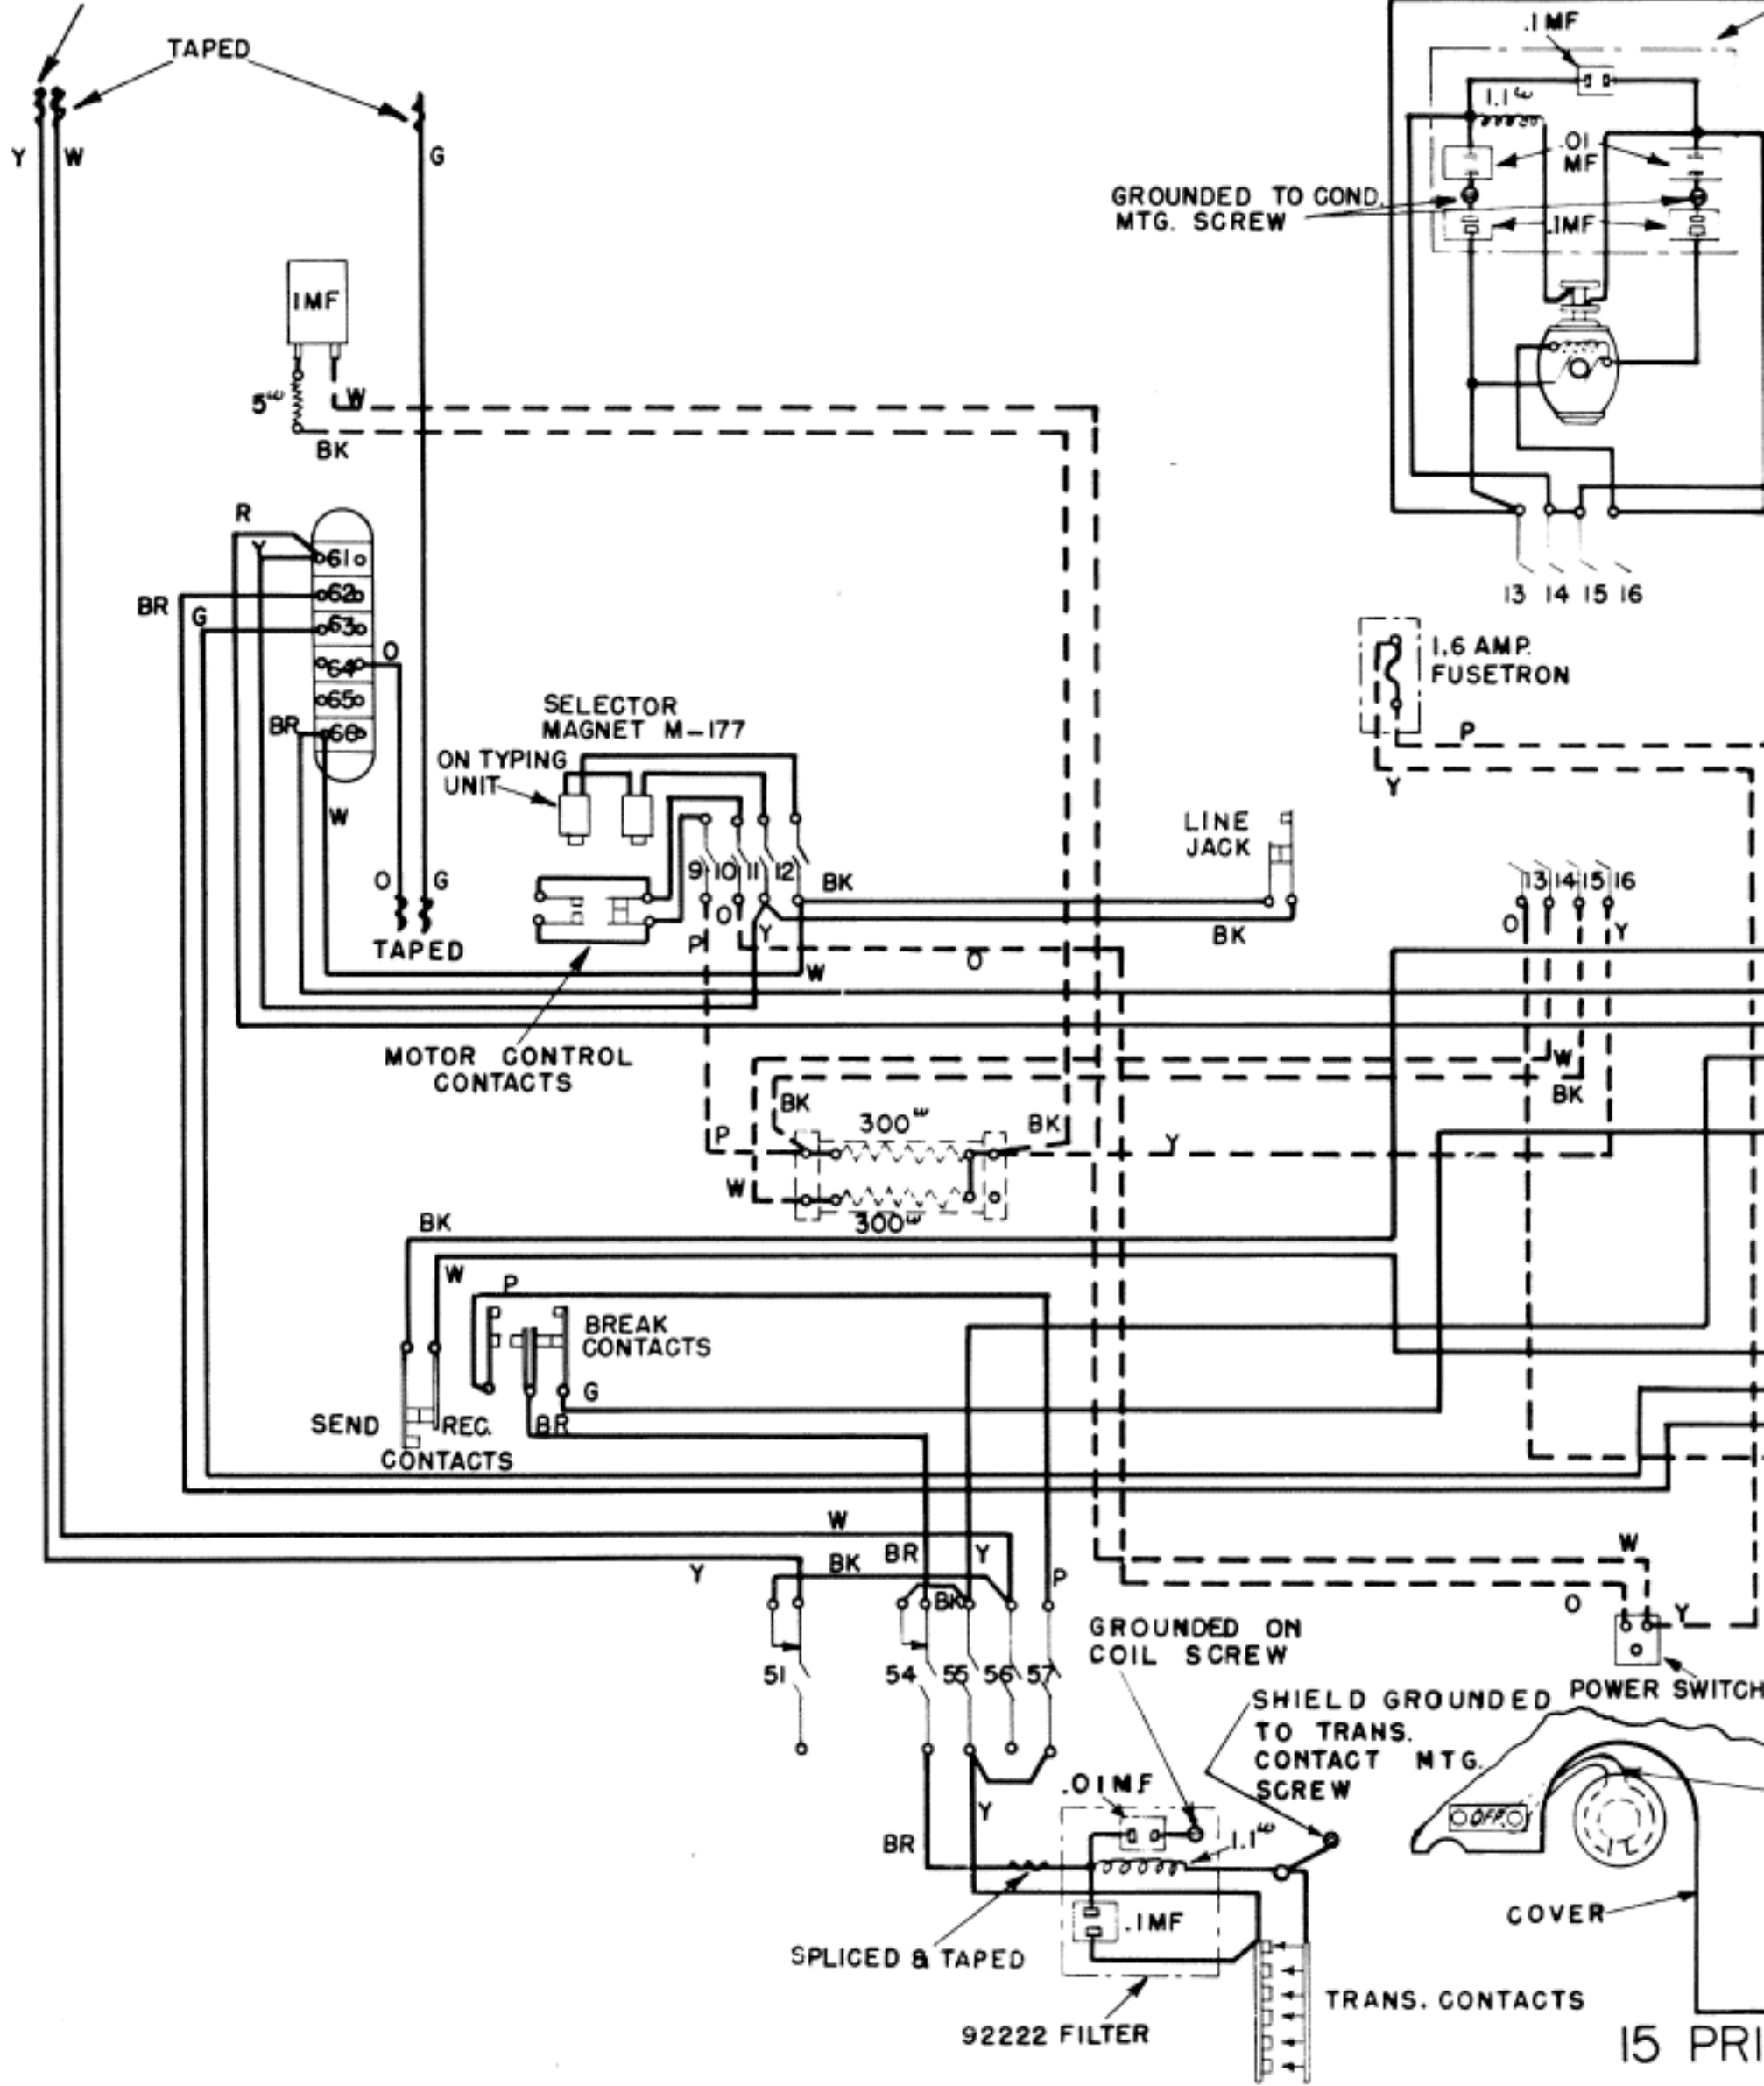 TAPED
Y
W
G
.1MF
1.1ω
.01
MF
GROUNDED TO COND.
MTG. SCREW
.1MF
1MF
5ω
W
BK
13 14 15 16
R
Y
61
62
63
64
65
66
BR
G
O
BR
W
O
G
TAPED
1.6 AMP.
FUSETRON
P
Y
SELECTOR
MAGNET M-177
ON TYPING
UNIT
9 10 11 12
BK
LINE
JACK
BK
P
O
Y
W
O
13 14 15 16
O
Y
W
BK
MOTOR CONTROL
CONTACTS
BK
300ω
BK
P
Y
W
300ω
BK
W
P
BREAK
CONTACTS
G
BR
SEND
REC.
CONTACTS
W
Y
BK
BR
Y
BK
P
W
O
Y
51
54 55 56 57
GROUNDED ON
COIL SCREW
POWER SWITCH
SHIELD GROUNDED
TO TRANS.
CONTACT MTG.
SCREW
.01MF
Y
BR
1.1ω
OFF
.1MF
COVER
SPLICED & TAPED
TRANS. CONTACTS
92222 FILTER
15 PRI